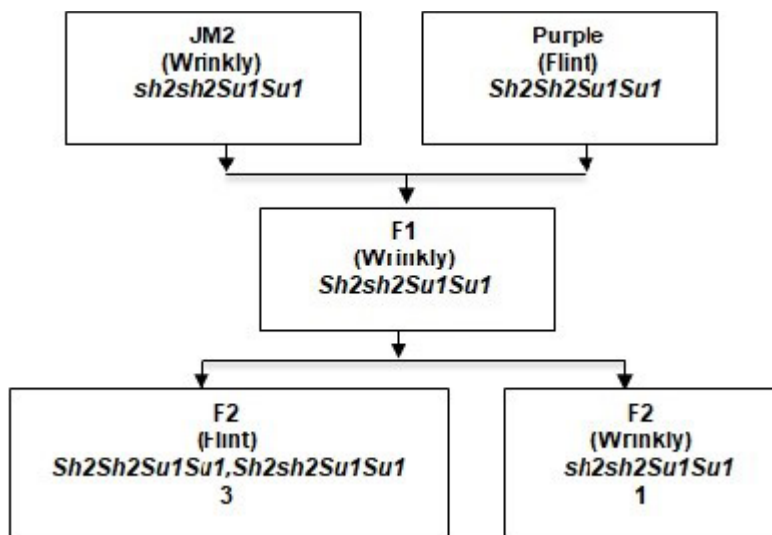 JM2
(Wrinkly)
sh2sh2Su1Su1
Purple
(Flint)
Sh2Sh2Su1Su1
F1
(Wrinkly)
Sh2sh2Su1Su1
F2
(Flint)
Sh2Sh2Su1Su1,Sh2sh2Su1Su1
3
F2
(Wrinkly)
sh2sh2Su1Su1
1